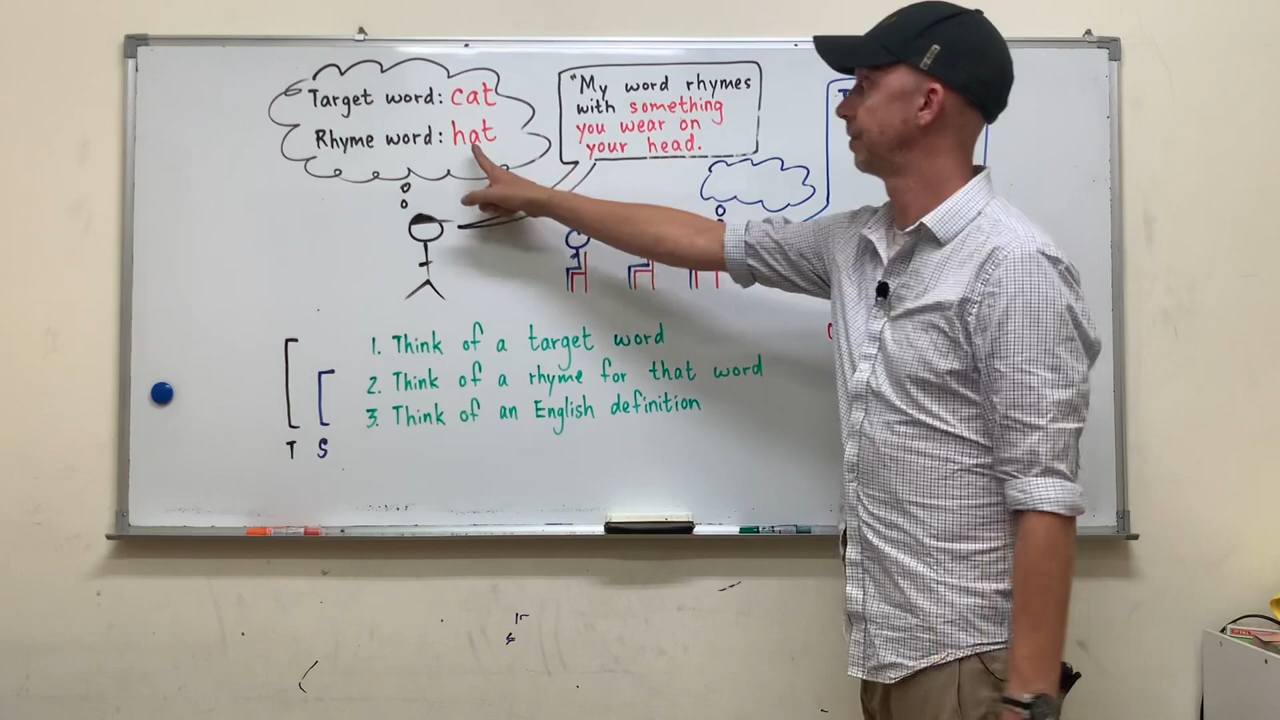 Target word: cat
Rhyme word: hat
"My word rhymes
with something
you wear on
your head.
1. Think of a target word
2. Think of a rhyme for that word
3. Think of an English definition
T S